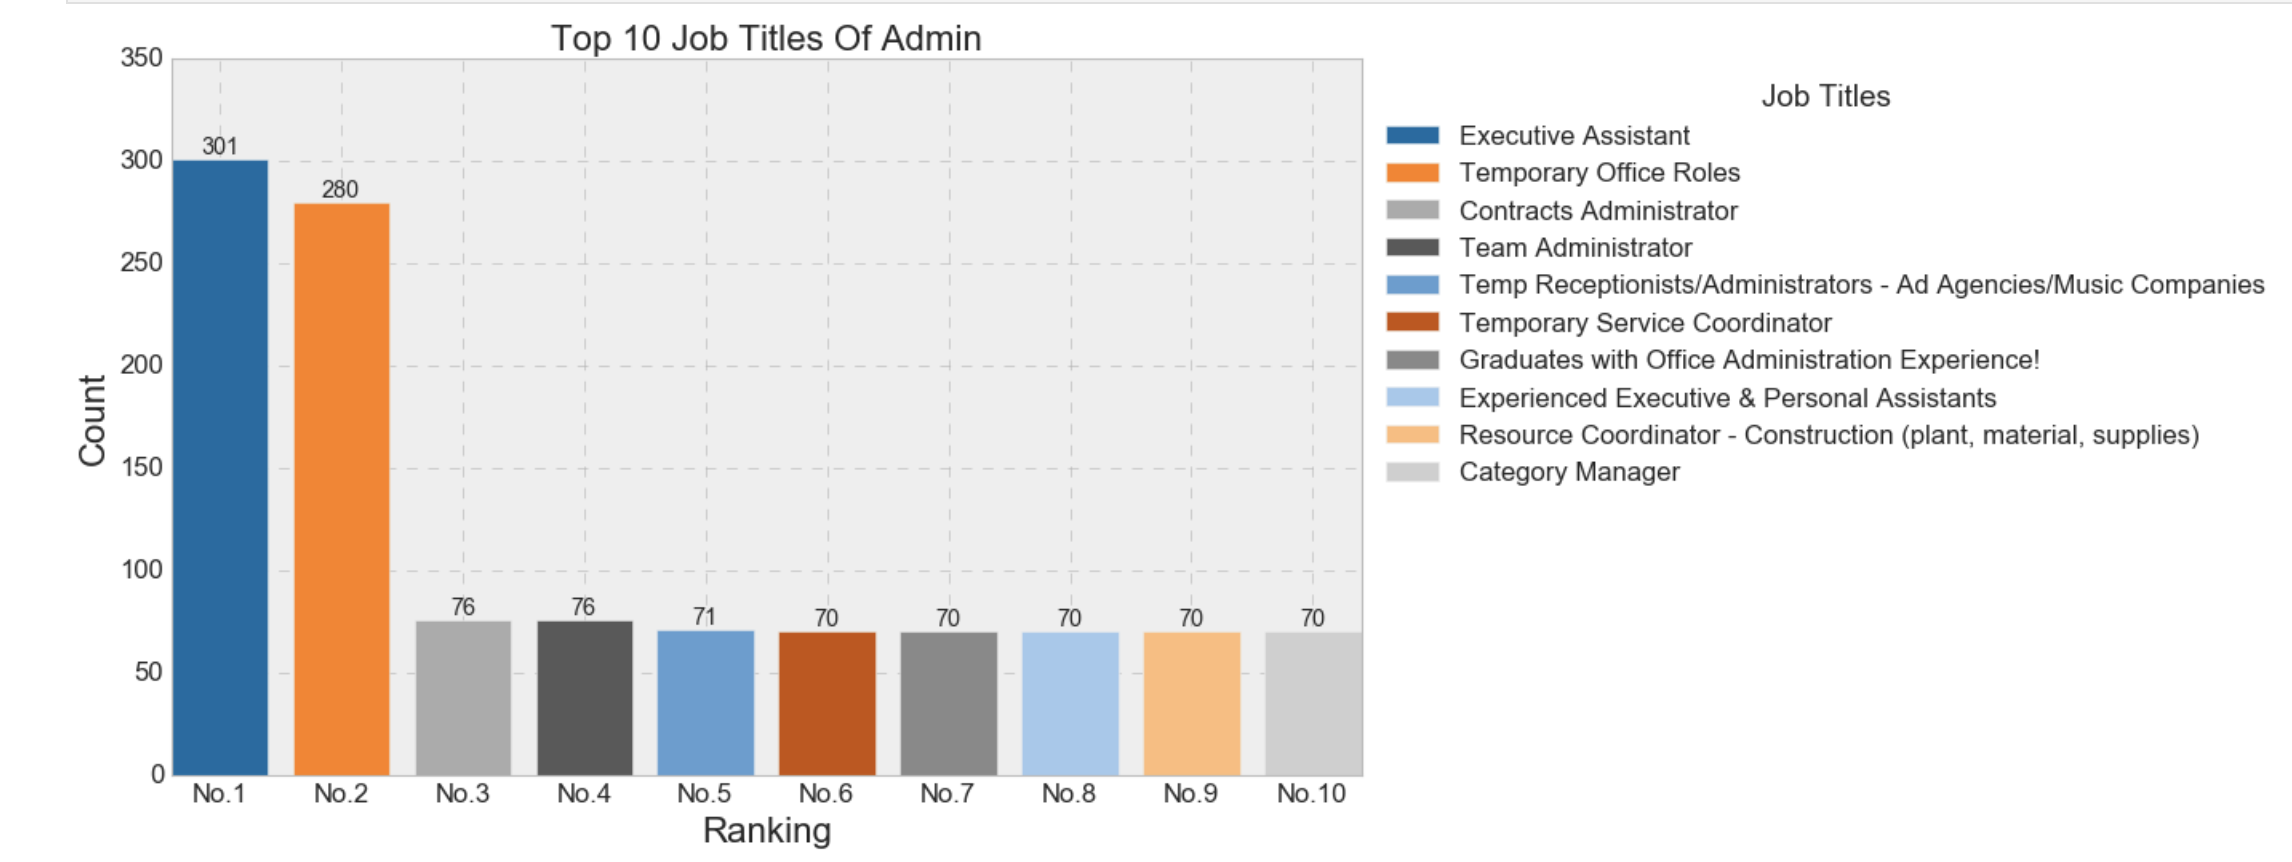 Top 10 Job Titles Of Admin
350
300
250
200
150
100
50
0
Count
301
280
76
76
71
70
70
70
70
70
No.1
No.2
No.3
No.4
No.5
No.6
No.7
No.8
No.9
No.10
Ranking
Job Titles
Executive Assistant
Temporary Office Roles
Contracts Administrator
Team Administrator
Temp Receptionists/Administrators - Ad Agencies/Music Companies
Temporary Service Coordinator
Graduates with Office Administration Experience!
Experienced Executive & Personal Assistants
Resource Coordinator - Construction (plant, material, supplies)
Category Manager